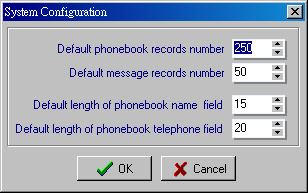 System Configuration
Default phonebook records number 250
Default message records number 50
Default length of phonebook name field 15
Default length of phonebook telephone field 20
OK Cancel